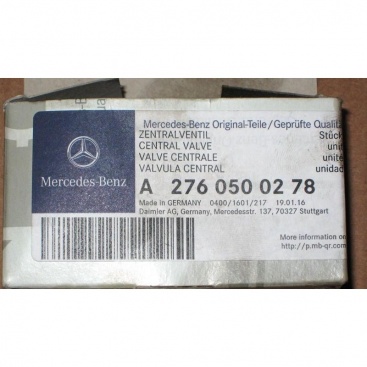 Mercedes-Benz Original-Teile/Geprüfte Qualit
ZENTRALVENTIL Stück
CENTRAL VALVE unit
VALVE CENTRALE unit
VALVULA CENTRAL unidad
Mercedes-Benz
A 276 050 02 78
Made in GERMANY 0400/1601/217 19.01.16
Daimler AG, Germany, Mercedesstr. 137, 70327 Stuttgart
More information on
http://p.mb-qr.com